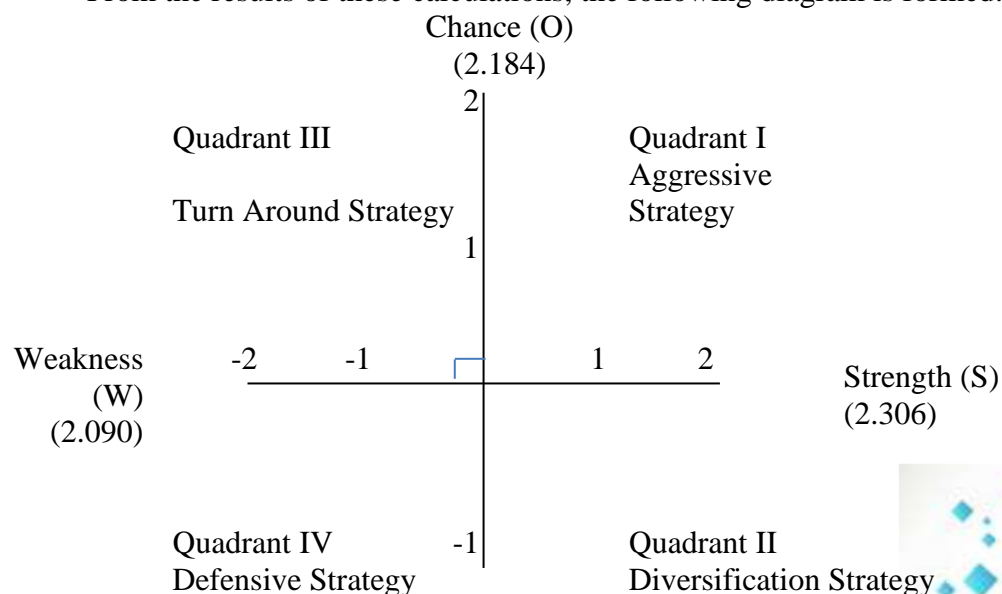 From the results of these calculations, the following diagram is formed:
Chance (O)
(2.184)
2
Quadrant III
Quadrant I
Aggressive
Turn Around Strategy
Strategy
1
Weakness
(W)
(2.090)
-2
-1
1
2
Strength (S)
(2.306)
Quadrant IV
Defensive Strategy
-1
Quadrant II
Diversification Strategy